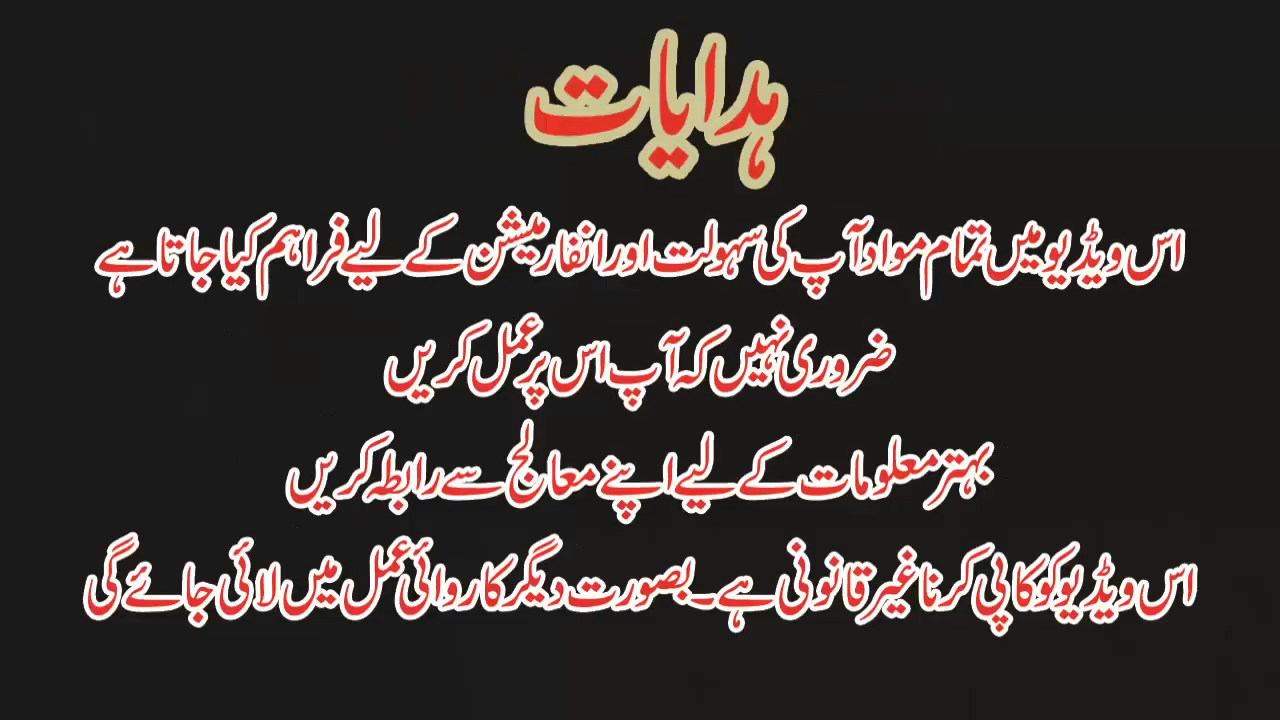 ہدایات
اس ویڈیو میں تمام مواد آپ کی سہولت اور انفارمیشن کے لیے فراہم کیا جاتا ہے
ضروری نہیں کہ آپ اس پر عمل کریں
بہتر معلومات کے لیے اپنے معالج سے رابطہ کریں
اس ویڈیو کو کاپی کرنا غیر قانونی ہے۔ بصورت دیگر کاروائی عمل میں لائی جائے گی